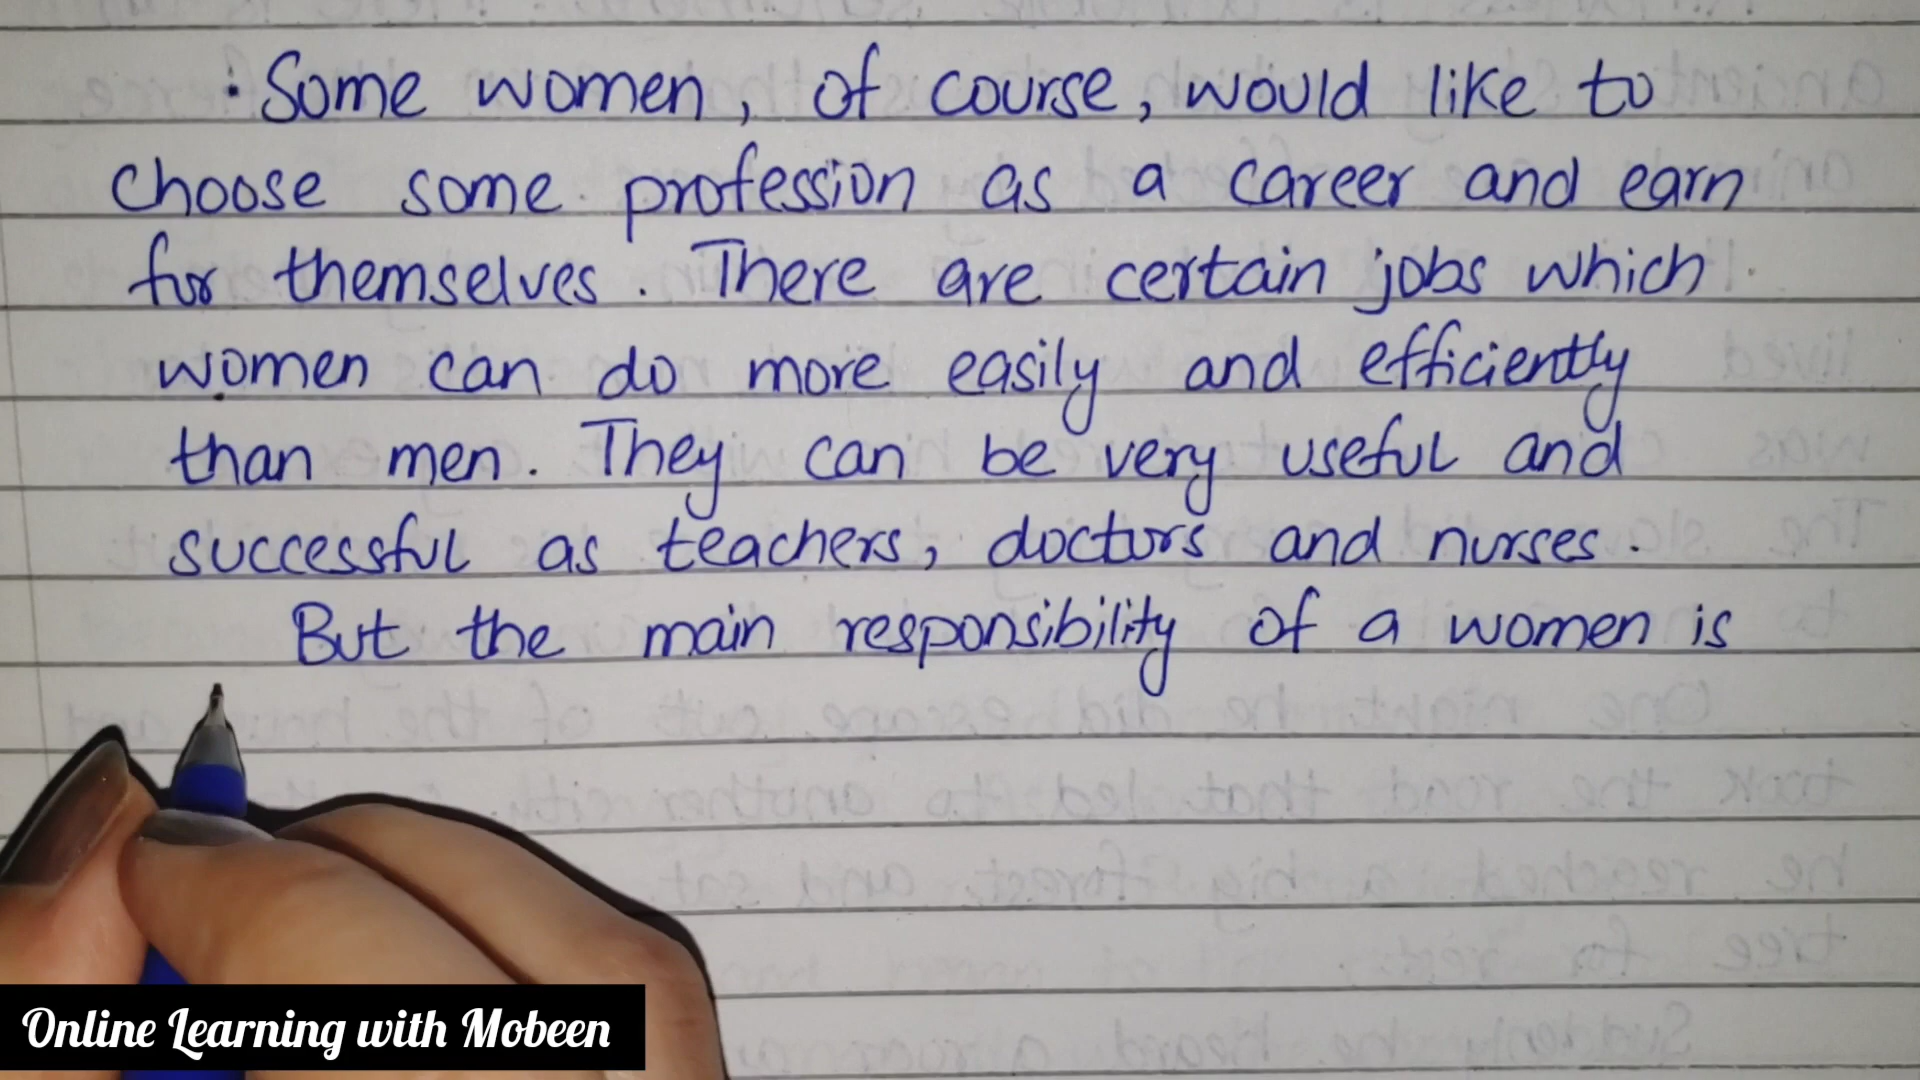 Some women, of course, would like to
choose some profession as a career and earn
for themselves. There are certain jobs which
women can do more easily and efficiently
than men. They can be very useful and
successful as teachers, doctors and nurses.
But the main responsibility of a women is
Online Learning with Mobeen